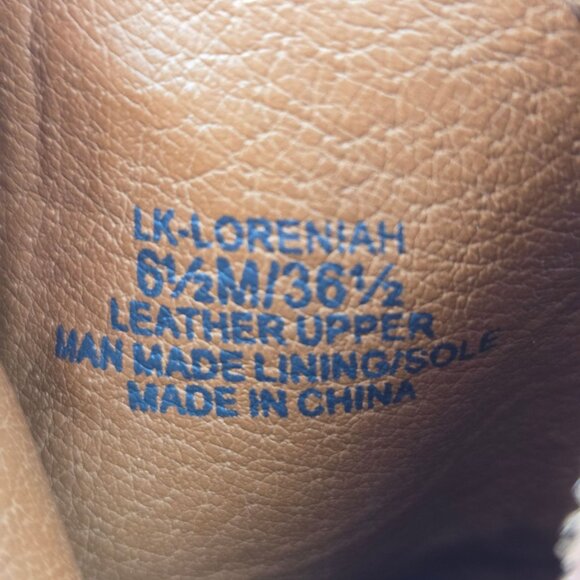 LK-LORENIAH
6½M/36½
LEATHER UPPER
MAN MADE LINING/SOLE
MADE IN CHINA